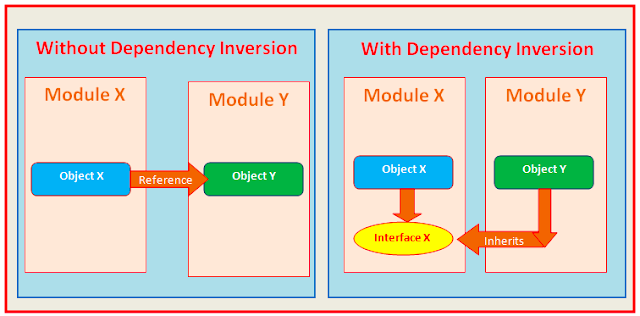 Without Dependency Inversion
Module X
Module Y
Object X
Reference
Object Y
With Dependency Inversion
Module X
Module Y
Object X
Object Y
Interface X
Inherits